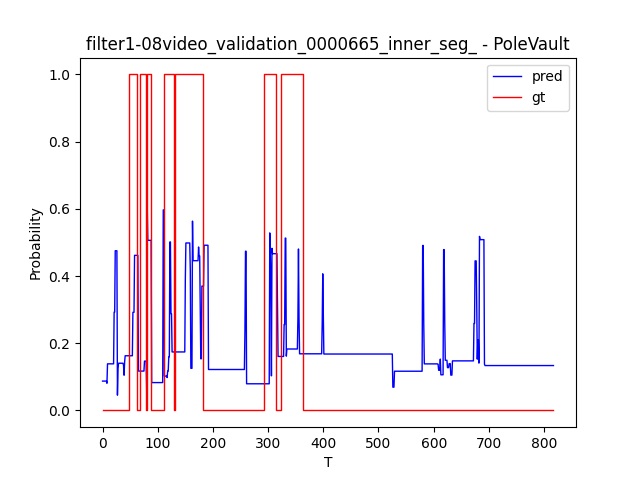 filter1-08video_validation_0000665_inner_seg_ - PoleVault
pred
gt
1.0
0.8
0.6
0.4
0.2
0.0
Probability
0 100 200 300 400 500 600 700 800
T